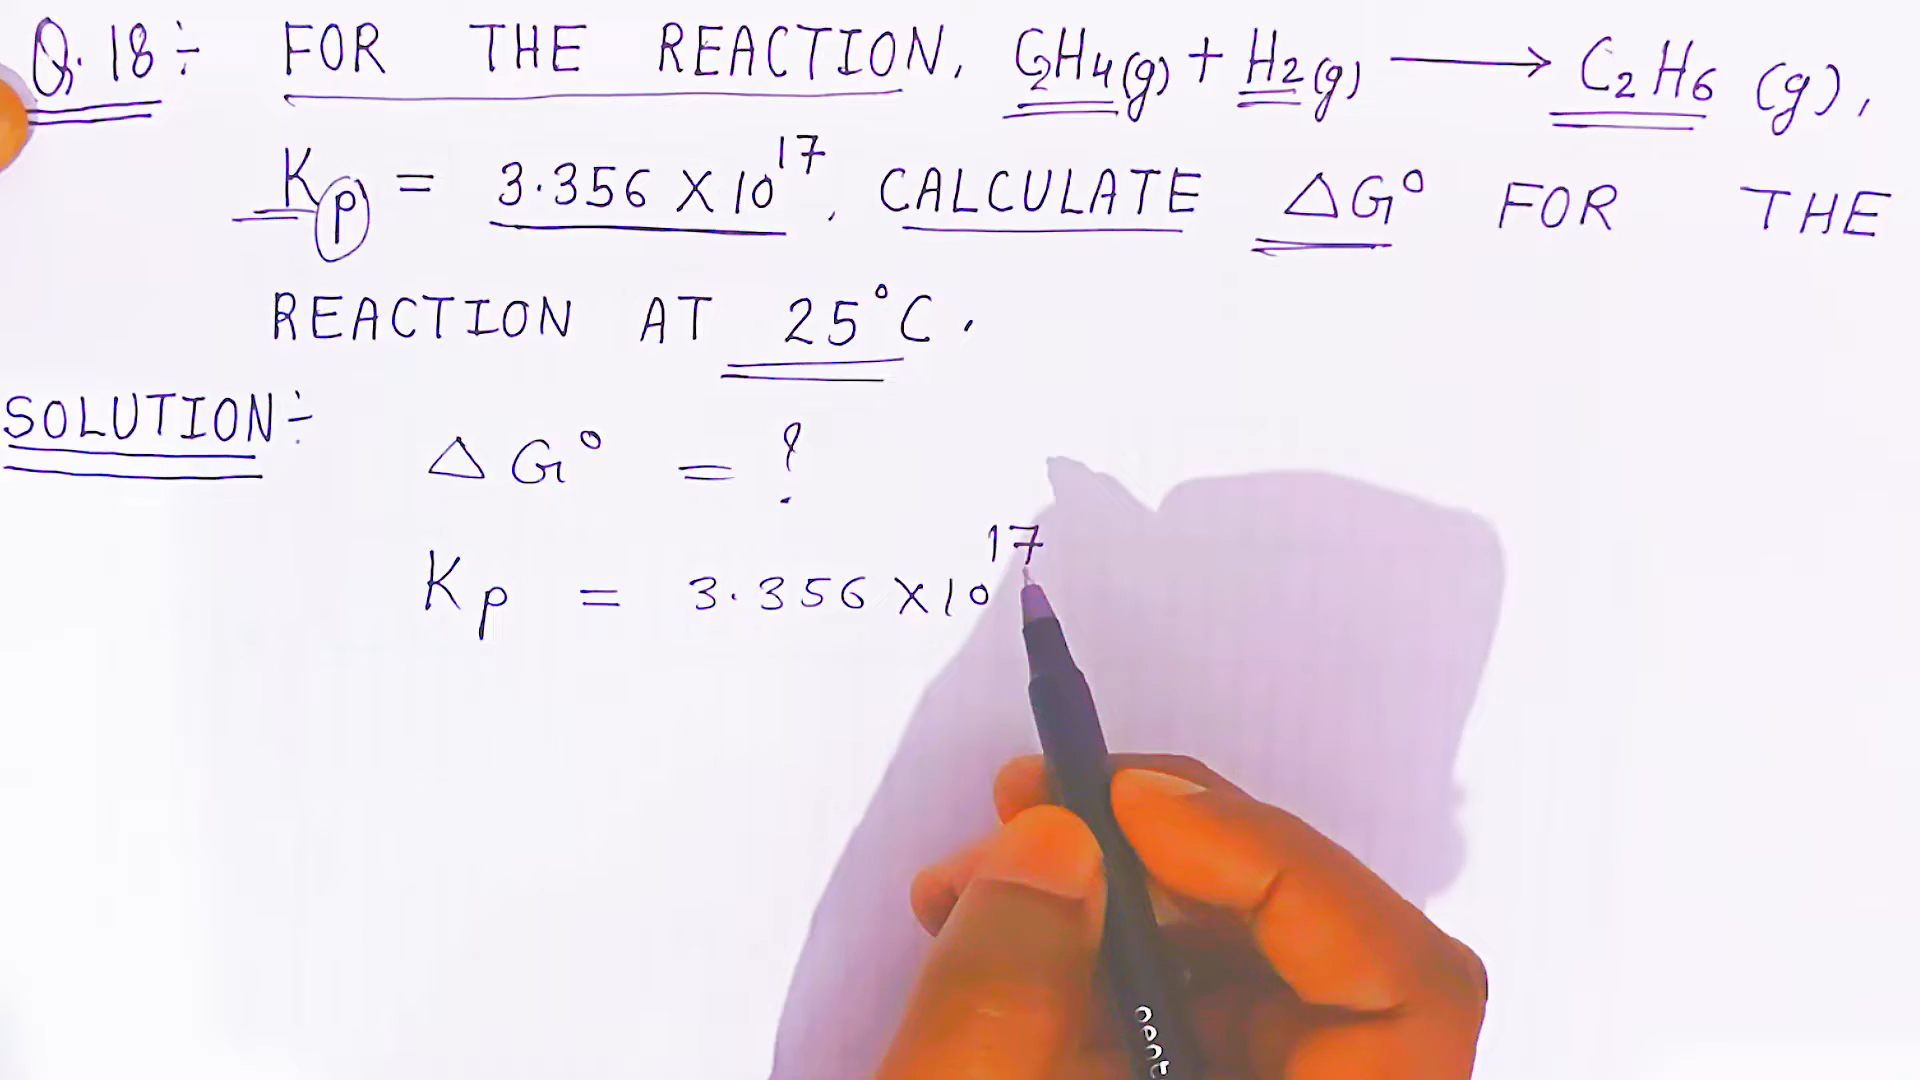 Q.18÷ FOR THE REACTION, C2H4(g) + H2(g) ⟶ C2H6 (g),
Kp = 3.356 X 10^17, CALCULATE ΔG° FOR THE
REACTION AT 25°C.
SOLUTION÷
ΔG° = ?
Kp = 3.356 X 10^17